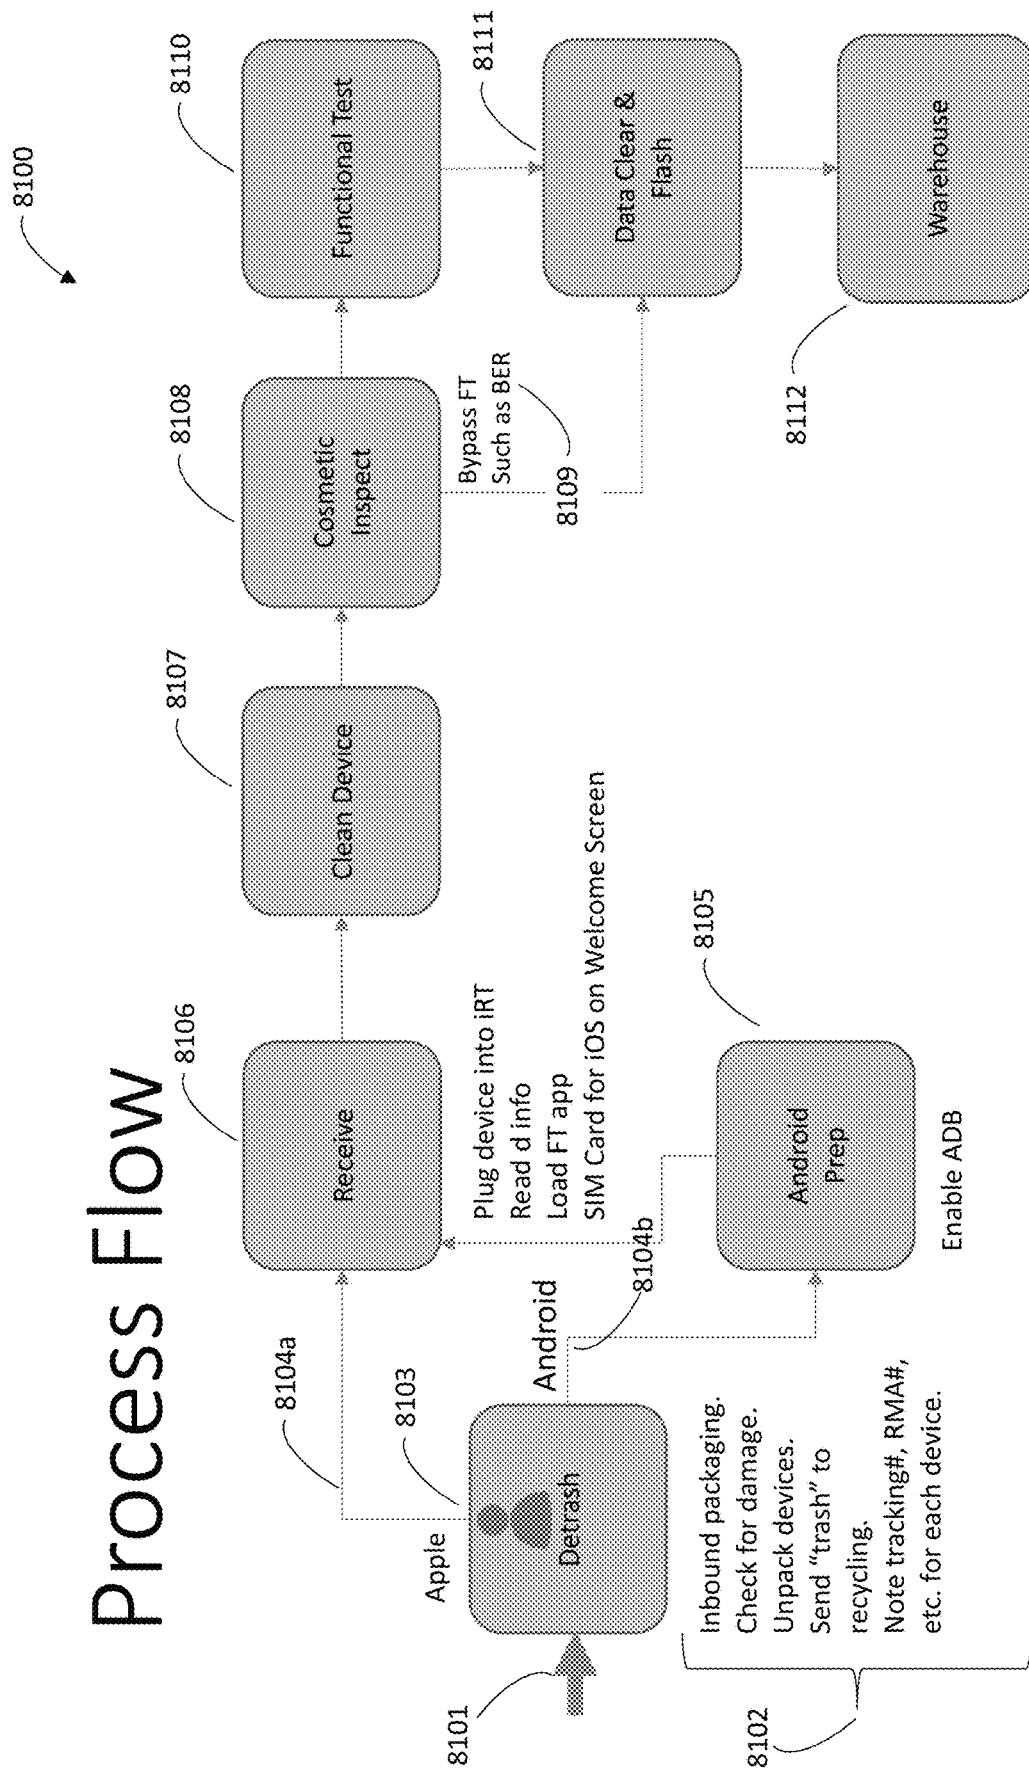 Process Flow
8100
8101
8102
Inbound packaging.
Check for damage.
Unpack devices.
Send “trash” to
recycling.
Note tracking#, RMA#,
etc. for each device.
Apple
8103
Detrash
8104a
Android
8104b
Android
Prep
8105
Enable ADB
8106
Receive
Plug device into iRT
Read d info
Load FT app
SIM Card for iOS on Welcome Screen
8107
Clean Device
8108
Cosmetic
Inspect
Bypass FT
Such as BER
8109
8110
Functional Test
8111
Data Clear &
Flash
8112
Warehouse